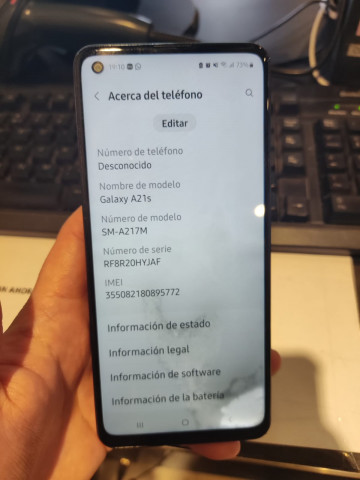 19:10
73%
Acerca del teléfono
Editar
Número de teléfono
Desconocido
Nombre de modelo
Galaxy A21s
Número de modelo
SM-A217M
Número de serie
RF8R20HYJAF
IMEI
355082180895772
Información de estado
Información legal
Información de software
Información de la batería